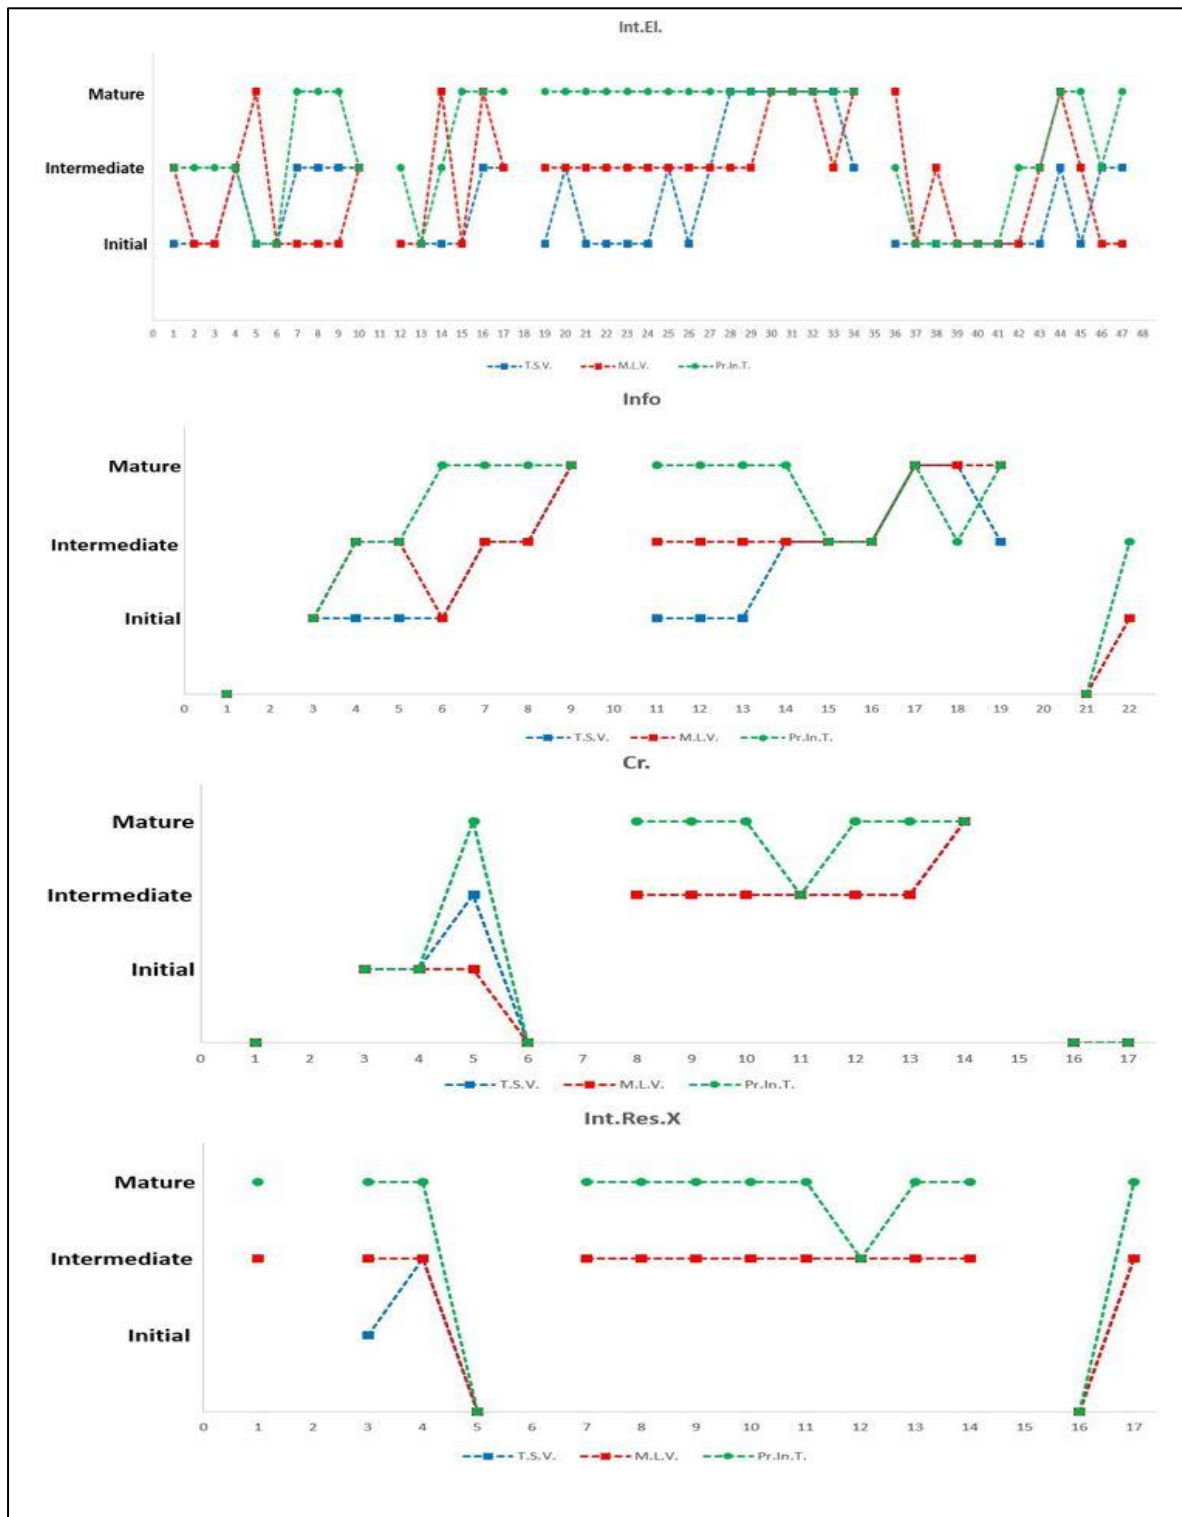 Int.El.
Mature
Intermediate
Initial
0 1 2 3 4 5 6 7 8 9 10 11 12 13 14 15 16 17 18 19 20 21 22 23 24 25 26 27 28 29 30 31 32 33 34 35 36 37 38 39 40 41 42 43 44 45 46 47 48
T.S.V. M.L.V. Pr.In.T.
Info
Mature
Intermediate
Initial
0 1 2 3 4 5 6 7 8 9 10 11 12 13 14 15 16 17 18 19 20 21 22
T.S.V. M.L.V. Pr.In.T.
Cr.
Mature
Intermediate
Initial
0 1 2 3 4 5 6 7 8 9 10 11 12 13 14 15 16 17
T.S.V. M.L.V. Pr.In.T.
Int.Res.X
Mature
Intermediate
Initial
0 1 2 3 4 5 6 7 8 9 10 11 12 13 14 15 16 17
T.S.V. M.L.V. Pr.In.T.